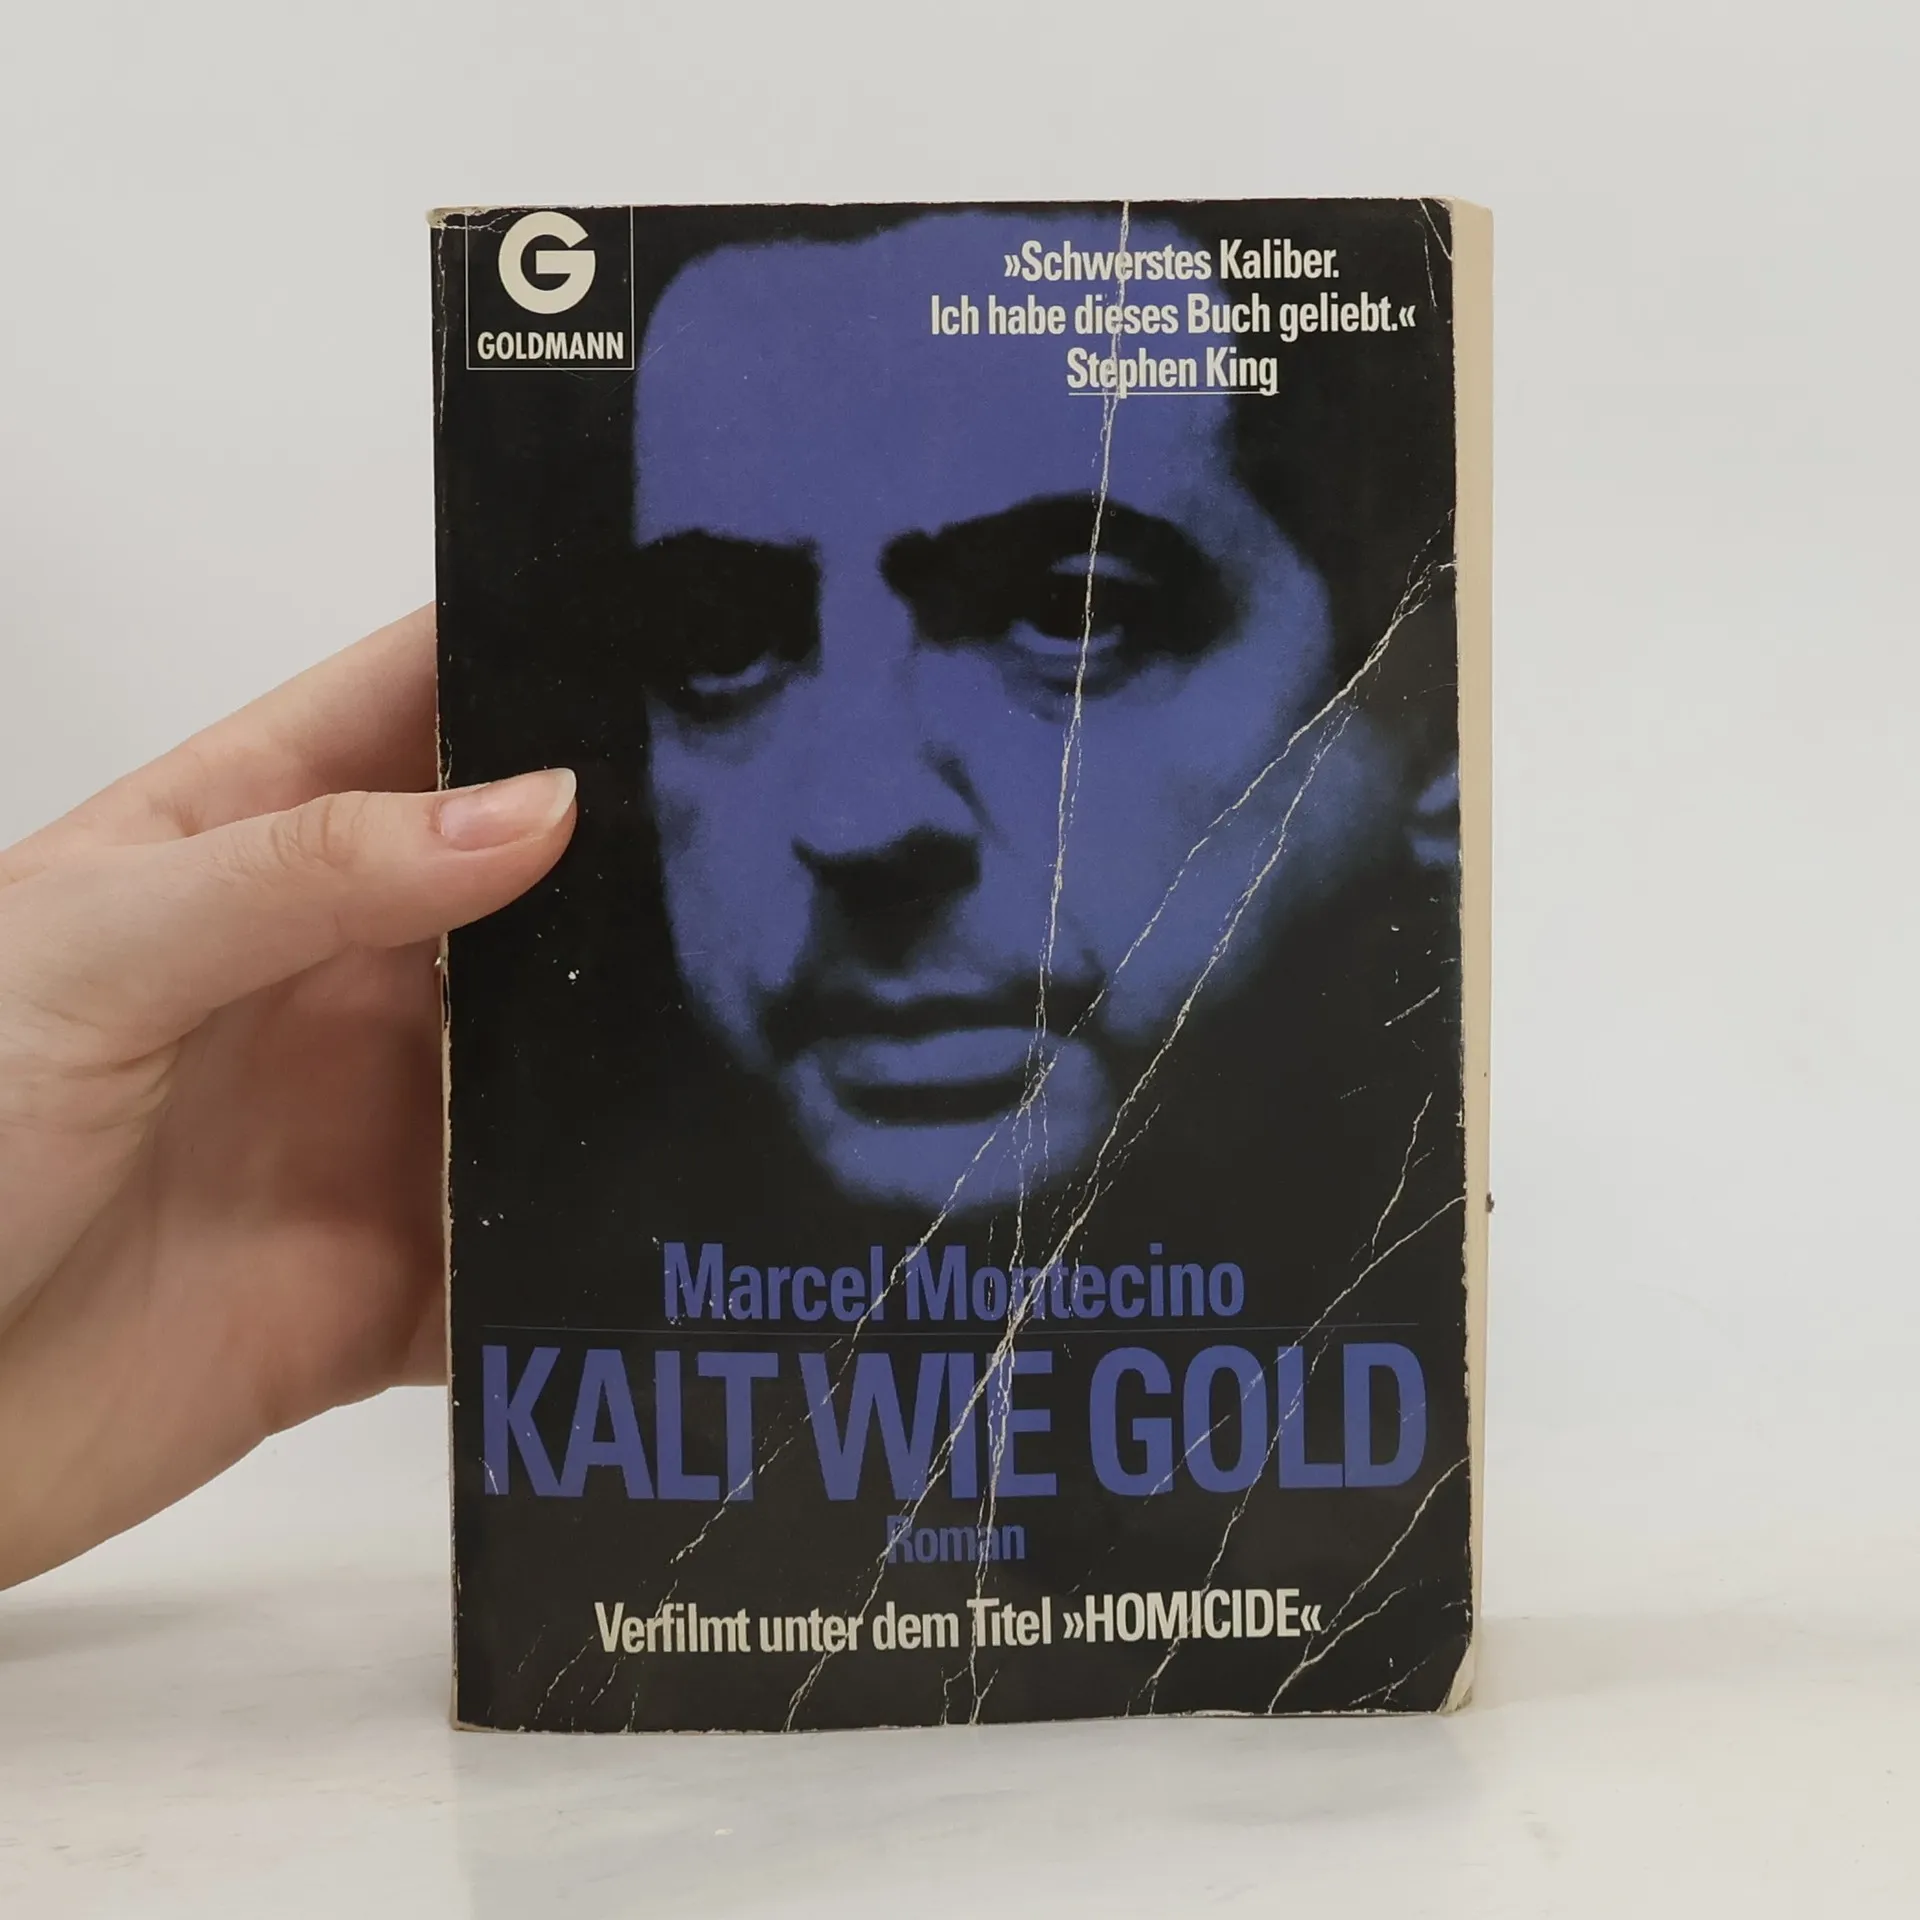 G
GOLDMANN
»Schwerstes Kaliber.
Ich habe dieses Buch geliebt.«
Stephen King
Marcel Montecino
KALT WIE GOLD
Roman
Verfilmt unter dem Titel »HOMICIDE«